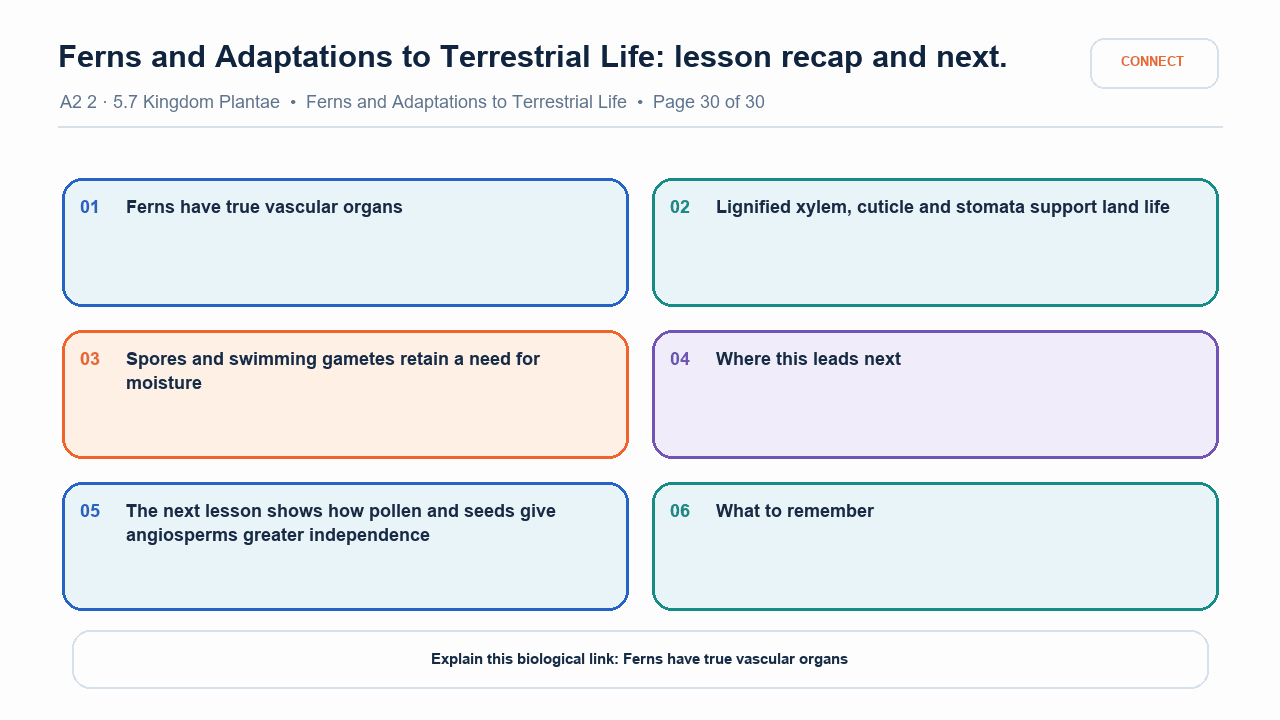 Ferns and Adaptations to Terrestrial Life: lesson recap and next.
CONNECT
A2 2 · 5.7 Kingdom Plantae • Ferns and Adaptations to Terrestrial Life • Page 30 of 30
01 Ferns have true vascular organs
02 Lignified xylem, cuticle and stomata support land life
03 Spores and swimming gametes retain a need for
moisture
04 Where this leads next
05 The next lesson shows how pollen and seeds give
angiosperms greater independence
06 What to remember
Explain this biological link: Ferns have true vascular organs